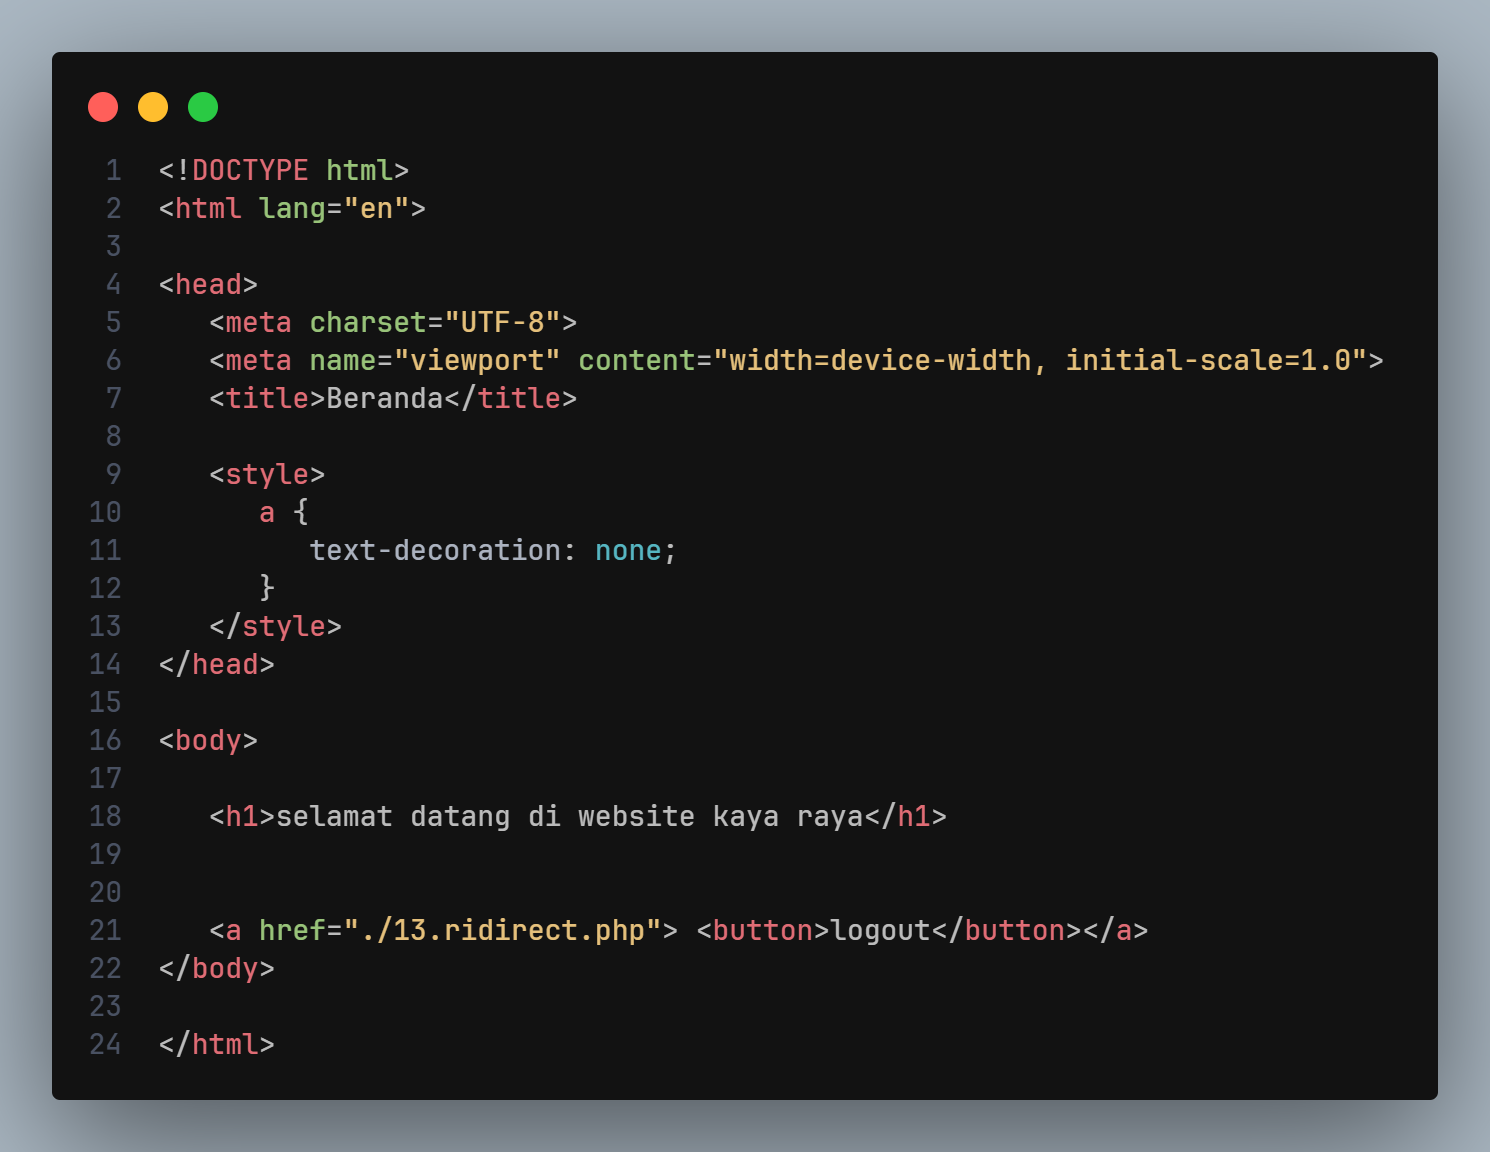 1 <!DOCTYPE html>
2 <html lang="en">
3
4 <head>
5    <meta charset="UTF-8">
6    <meta name="viewport" content="width=device-width, initial-scale=1.0">
7    <title>Beranda</title>
8
9    <style>
10       a {
11          text-decoration: none;
12       }
13    </style>
14 </head>
15
16 <body>
17
18    <h1>selamat datang di website kaya raya</h1>
19
20
21    <a href="./13.ridirect.php"> <button>logout</button></a>
22 </body>
23
24 </html>